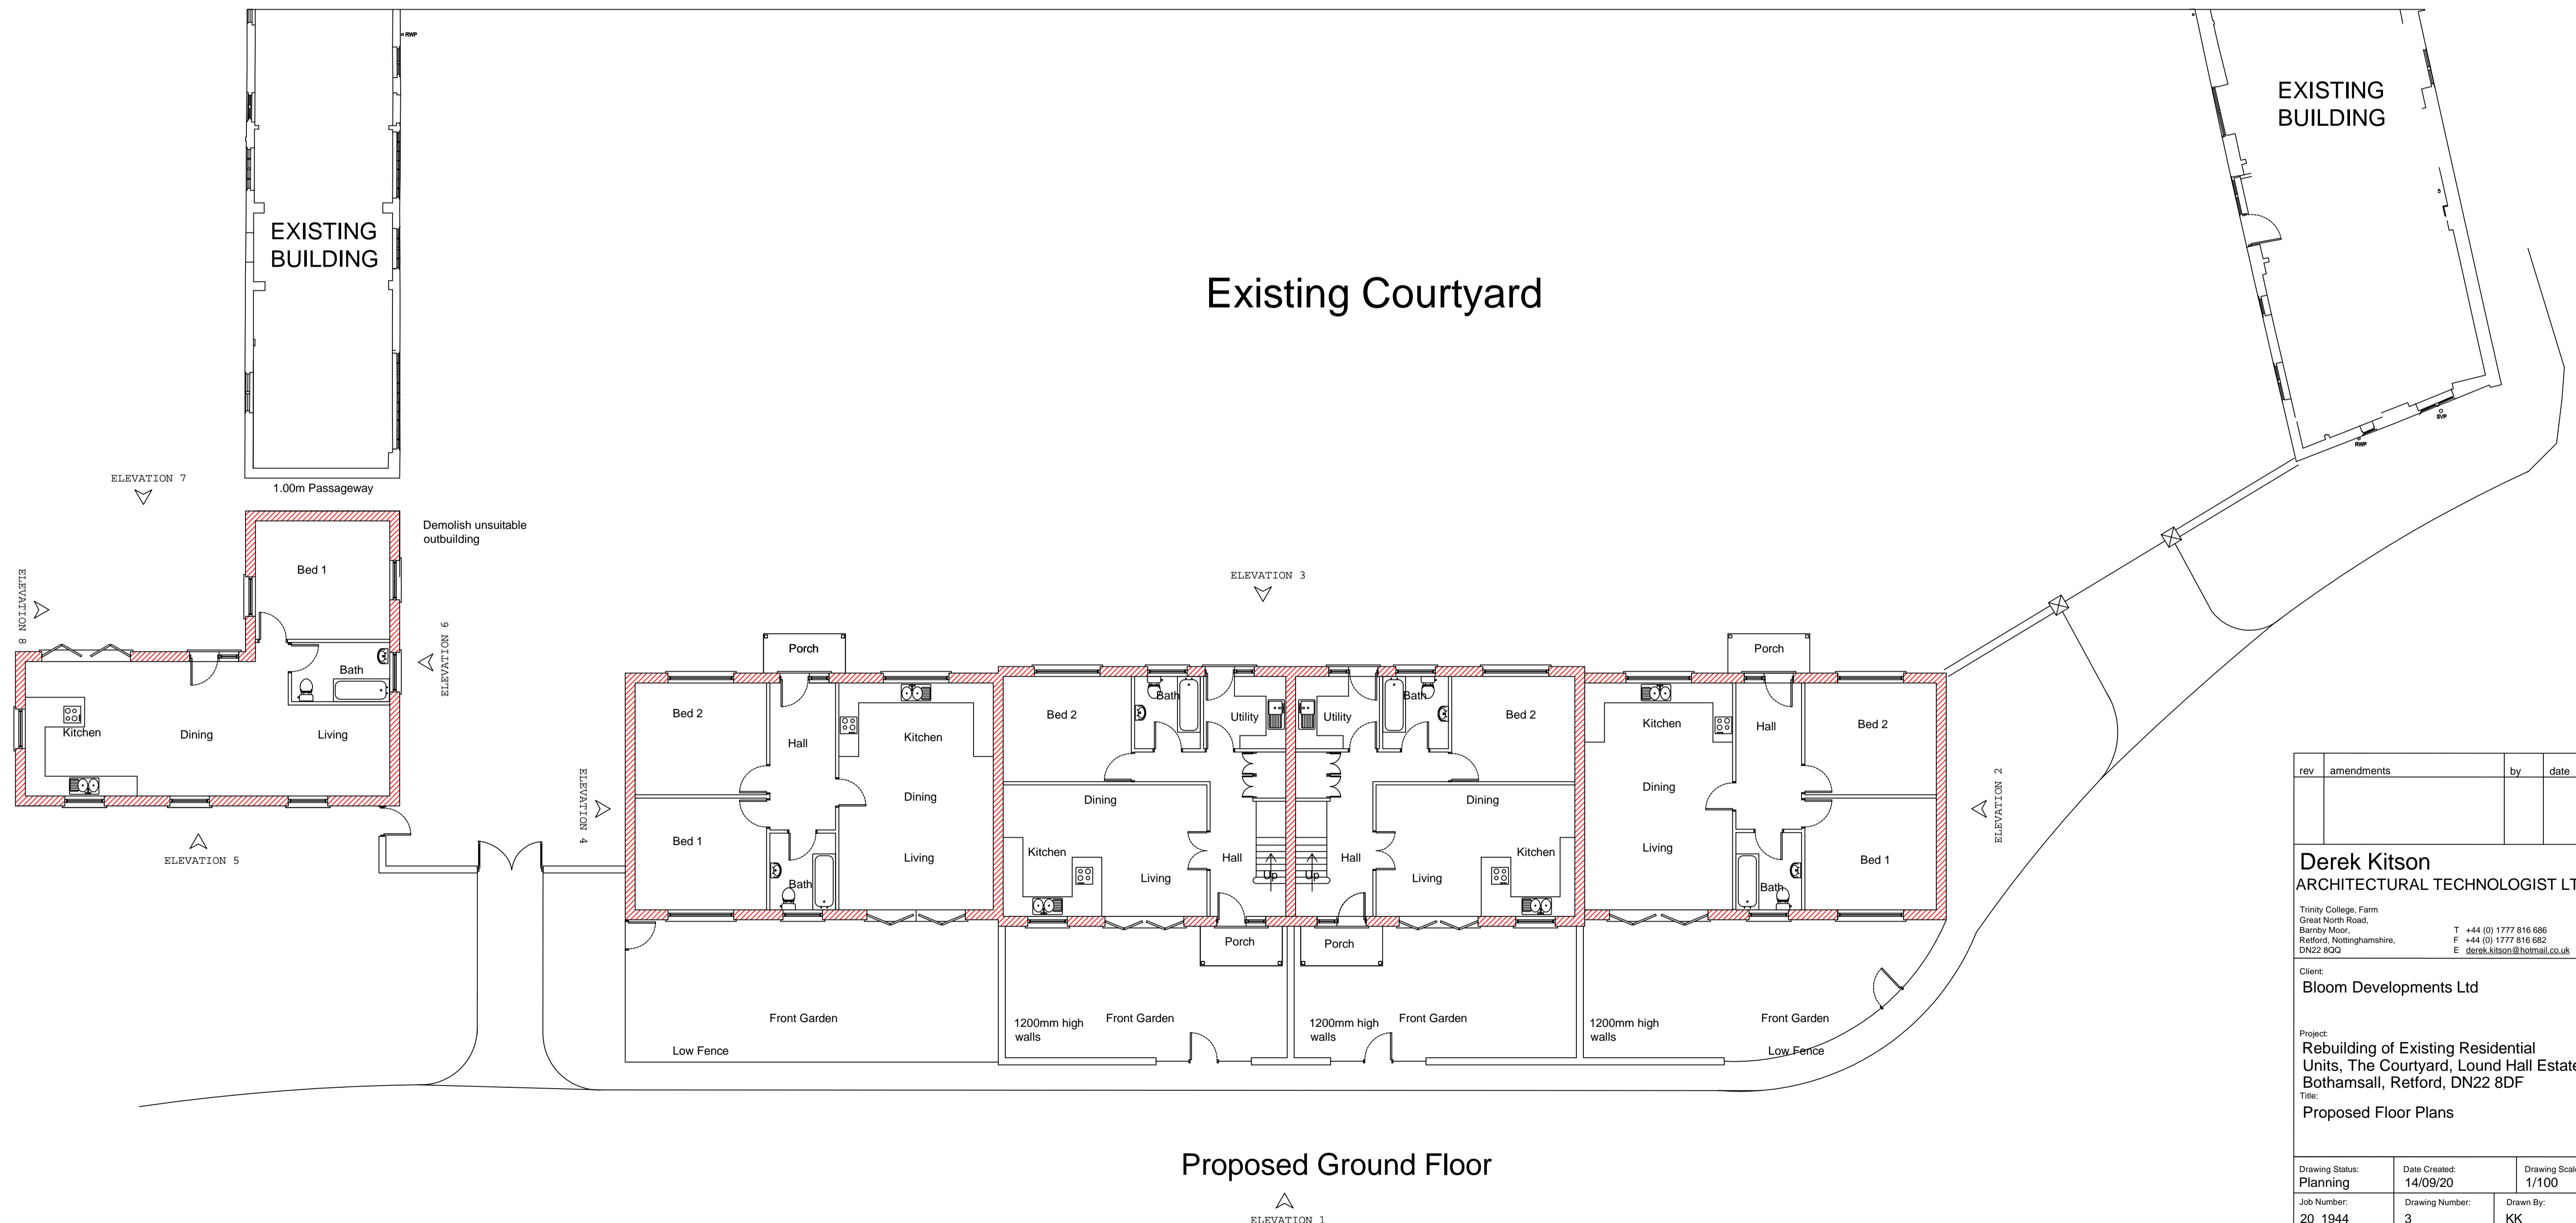 RWP
EXISTING
BUILDING
EXISTING
BUILDING
Existing Courtyard
SVP
RWP
ELEVATION 7
1.00m Passageway
Demolish unsuitable
outbuilding
Bed 1
ELEVATION 8
ELEVATION 6
Bath
Kitchen
Dining
Living
ELEVATION 5
ELEVATION 3
ELEVATION 4
ELEVATION 2
Porch
Bed 2
Hall
Kitchen
Dining
Bed 1
Living
Bath
Bed 2
Bath
Utility
Dining
Kitchen
Living
Hall
Up
Porch
Utility
Bath
Bed 2
Dining
Kitchen
Living
Hall
Up
Porch
Porch
Kitchen
Hall
Bed 2
Dining
Living
Bed 1
Bath
Front Garden
Low Fence
1200mm high
walls
Front Garden
1200mm high
walls
Front Garden
1200mm high
walls
Front Garden
Low Fence
Proposed Ground Floor
ELEVATION 1
rev amendments by date
Derek Kitson
ARCHITECTURAL TECHNOLOGIST LT
Trinity College, Farm
Great North Road,
Barnby Moor,
Retford, Nottinghamshire,
DN22 8QQ
T +44 (0) 1777 816 686
F +44 (0) 1777 816 682
E derek.kitson@hotmail.co.uk
Client:
Bloom Developments Ltd
Project:
Rebuilding of Existing Residential
Units, The Courtyard, Lound Hall Estate
Bothamsall, Retford, DN22 8DF
Title:
Proposed Floor Plans
Drawing Status:
Planning
Date Created:
14/09/20
Drawing Scal
1/100
Job Number:
20_1944
Drawing Number:
3
Drawn By:
KK